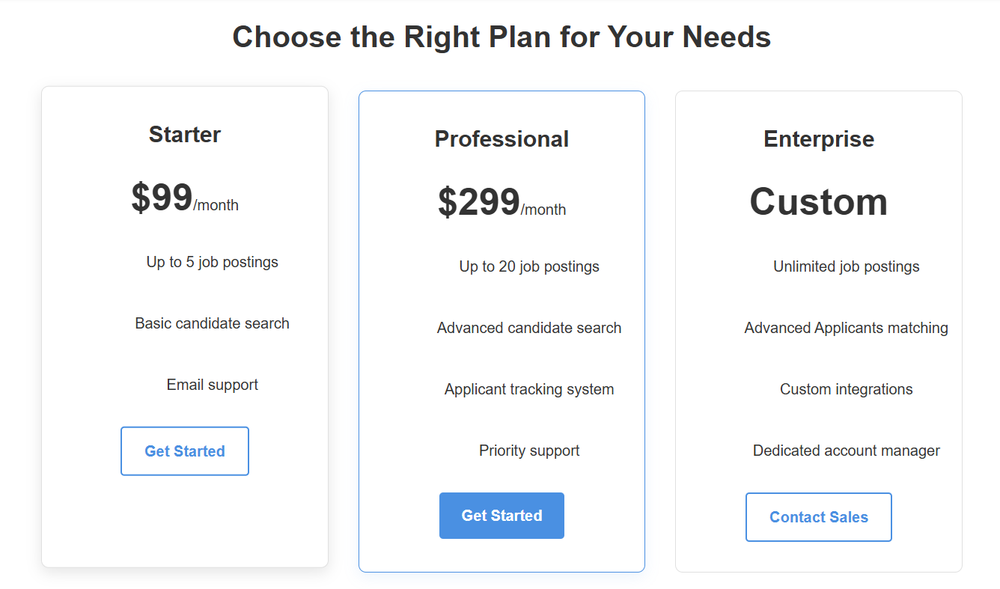 Choose the Right Plan for Your Needs
Starter
$99/month
Up to 5 job postings
Basic candidate search
Email support
Get Started
Professional
$299/month
Up to 20 job postings
Advanced candidate search
Applicant tracking system
Priority support
Get Started
Enterprise
Custom
Unlimited job postings
Advanced Applicants matching
Custom integrations
Dedicated account manager
Contact Sales